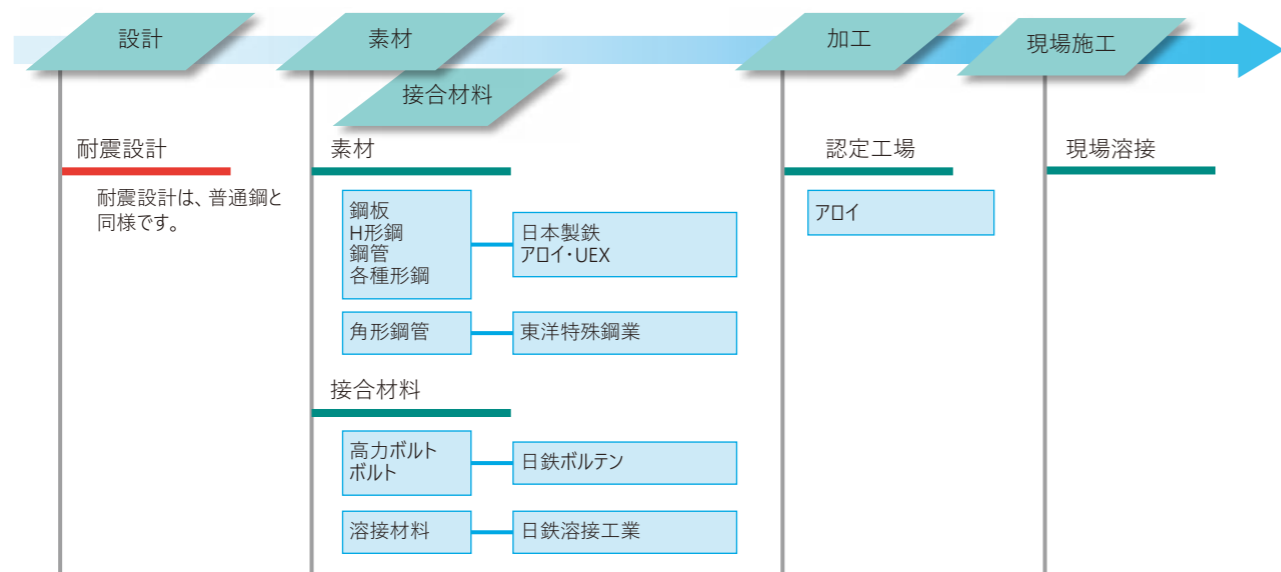 設計
素材
接合材料
加工
現場施工
耐震設計
耐震設計は、普通鋼と
同様です。
素材
鋼板
H形鋼
鋼管
各種形鋼
日本製鉄
アロイ・UEX
角形鋼管
東洋特殊鋼業
接合材料
高力ボルト
ボルト
日鉄ボルテン
溶接材料
日鉄溶接工業
認定工場
アロイ
現場溶接